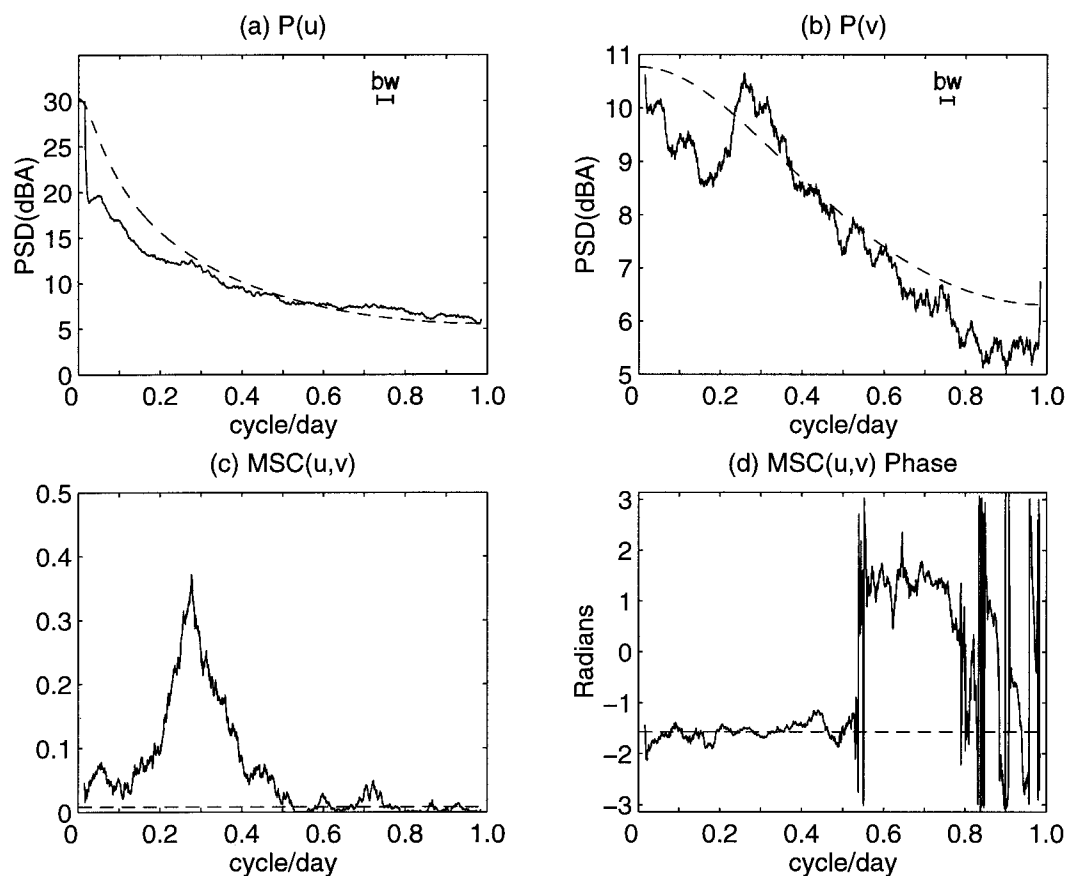 (a) P(u)
PSD(dBA)
35
30
25
20
15
10
5
0
bw
0 0.2 0.4 0.6 0.8 1.0
cycle/day
(b) P(v)
PSD(dBA)
11
10
9
8
7
6
5
bw
0 0.2 0.4 0.6 0.8 1.0
cycle/day
(c) MSC(u,v)
0.5
0.4
0.3
0.2
0.1
0
0 0.2 0.4 0.6 0.8 1.0
cycle/day
(d) MSC(u,v) Phase
Radians
3
2
1
0
−1
−2
−3
0 0.2 0.4 0.6 0.8 1.0
cycle/day